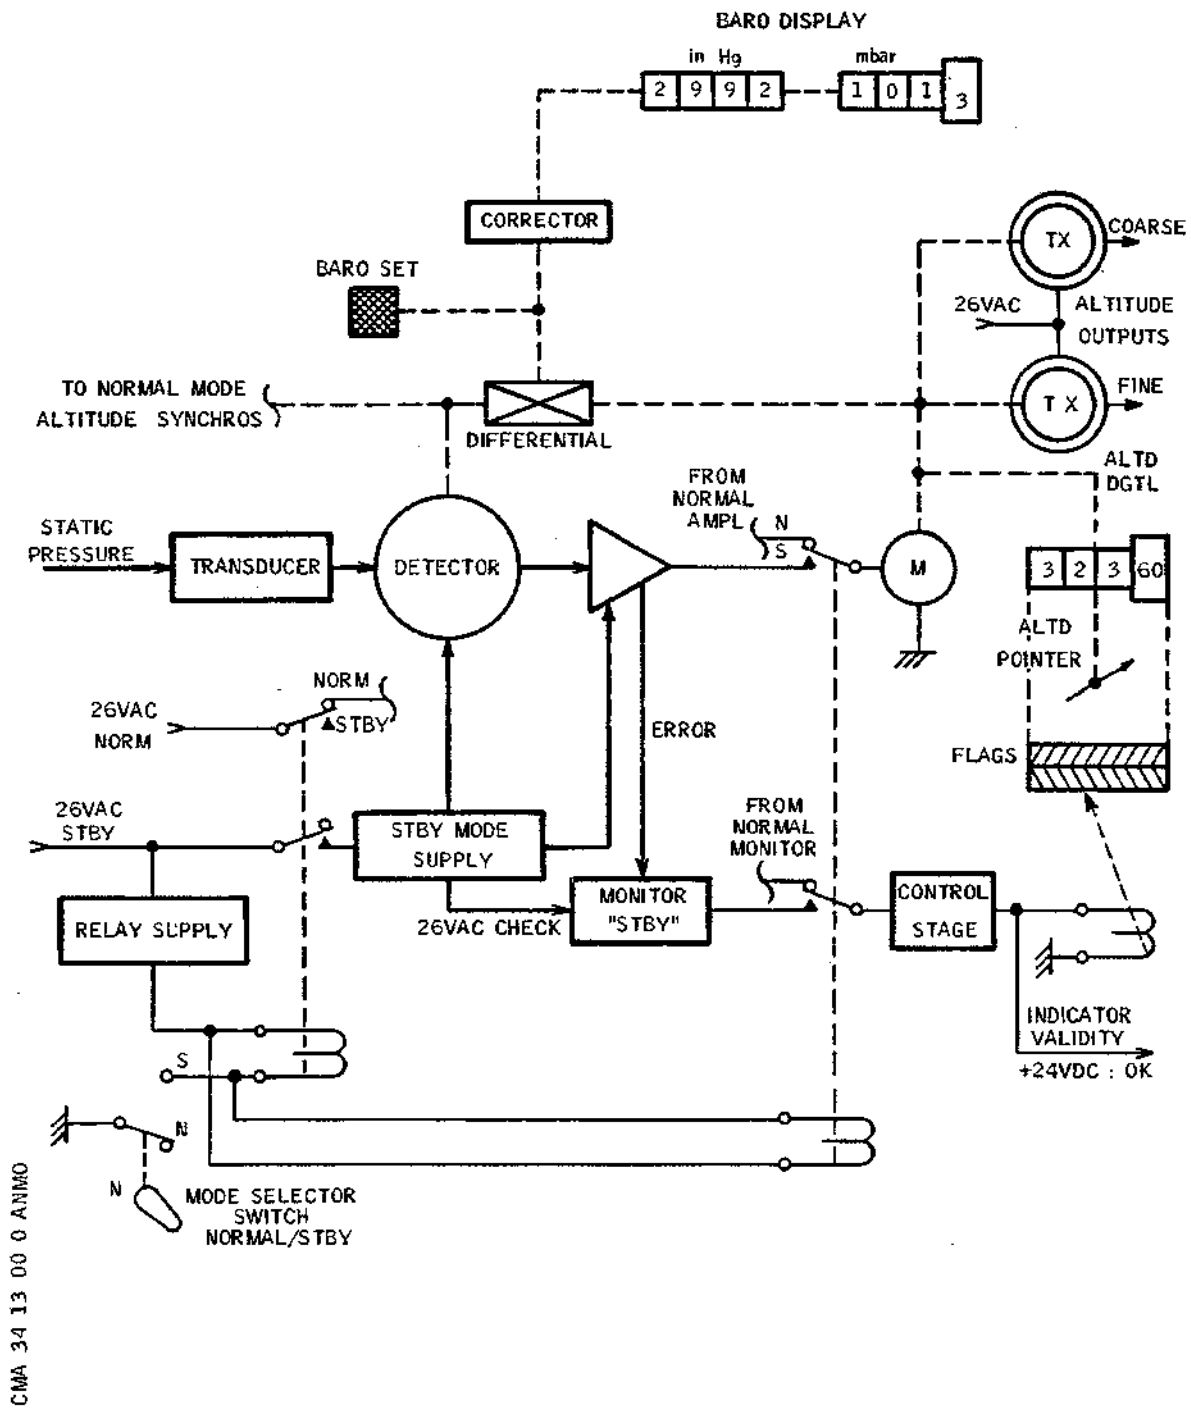 BARO DISPLAY
in Hg
mbar
2 9 9 2
1 0 1 3
CORRECTOR
BARO SET
TX
COARSE
26VAC
ALTITUDE
OUTPUTS
TO NORMAL MODE
ALTITUDE SYNCHROS
DIFFERENTIAL
TX
FINE
ALTD
DGTL
FROM
NORMAL
AMPL
N
S
STATIC
PRESSURE
TRANSDUCER
DETECTOR
M
3 2 3 60
ALTD
POINTER
NORM
STBY
26VAC
NORM
ERROR
FLAGS
26VAC
STBY
STBY MODE
SUPPLY
FROM
NORMAL
MONITOR
RELAY SUPPLY
26VAC CHECK
MONITOR
"STBY"
CONTROL
STAGE
INDICATOR
VALIDITY
+24VDC : OK
S
N
N
MODE SELECTOR
SWITCH
NORMAL/STBY
CMA 34 13 00 0 ANMO